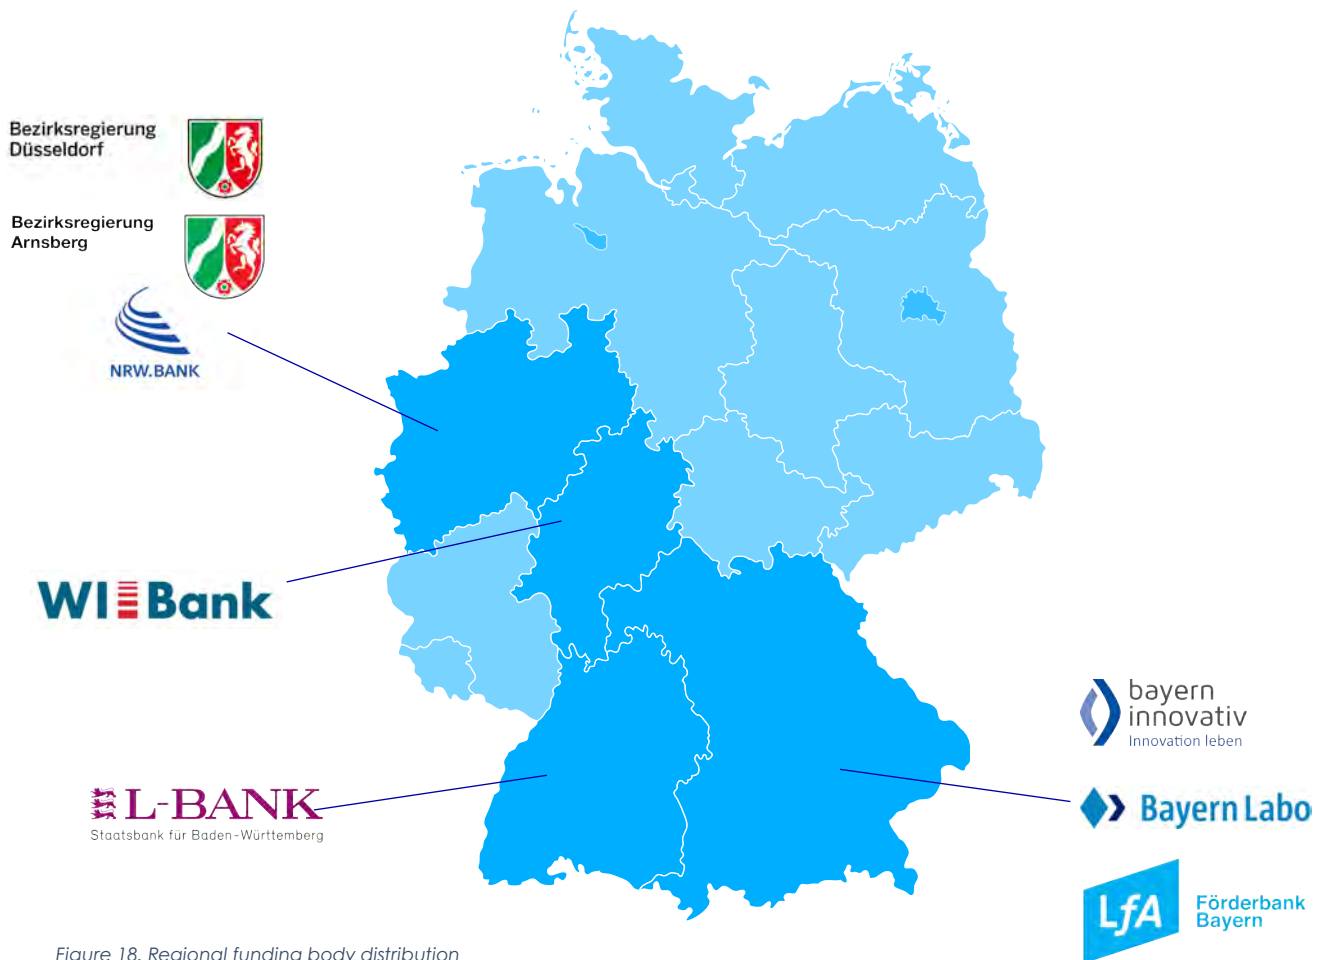 Bezirksregierung
Düsseldorf
Bezirksregierung
Arnsberg
NRW.BANK
WI Bank
L-BANK
Staatsbank für Baden-Württemberg
bayern
innovativ
Innovation leben
Bayern Labo
LfA
Förderbank
Bayern
Figure 18. Regional funding body distribution